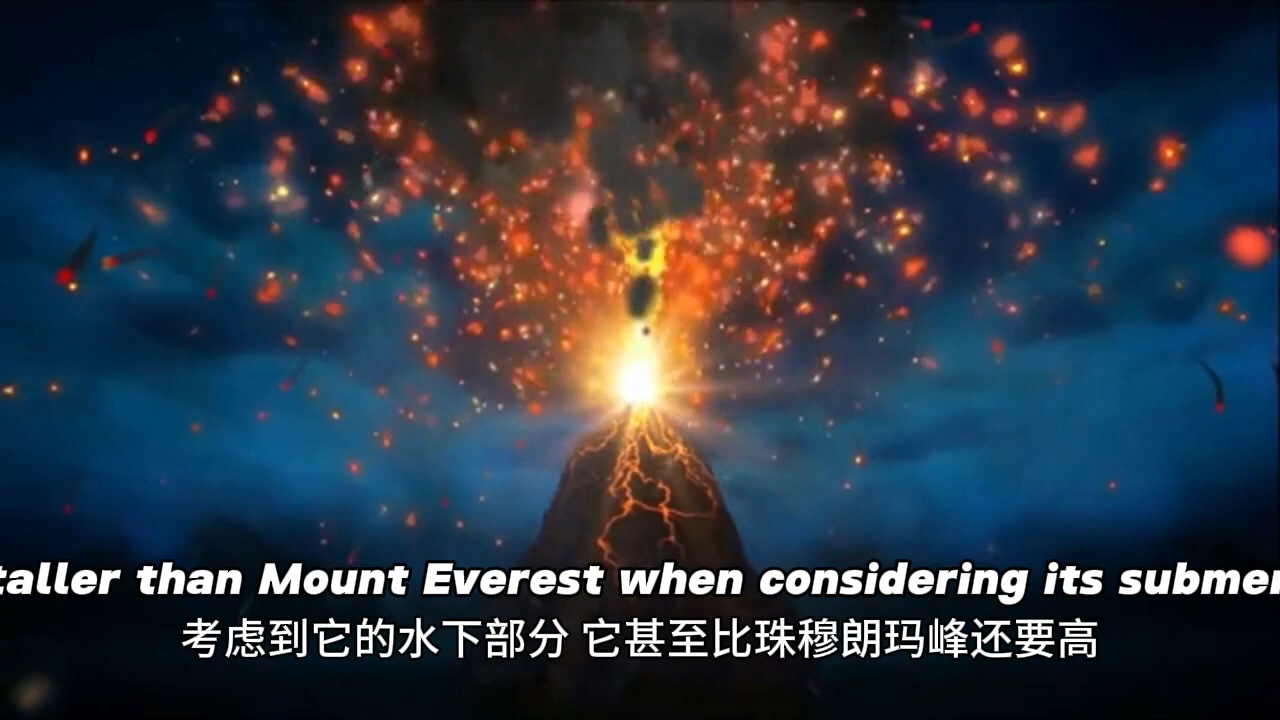 taller than Mount Everest when considering its submer
考虑到它的水下部分 它甚至比珠穆朗玛峰还要高